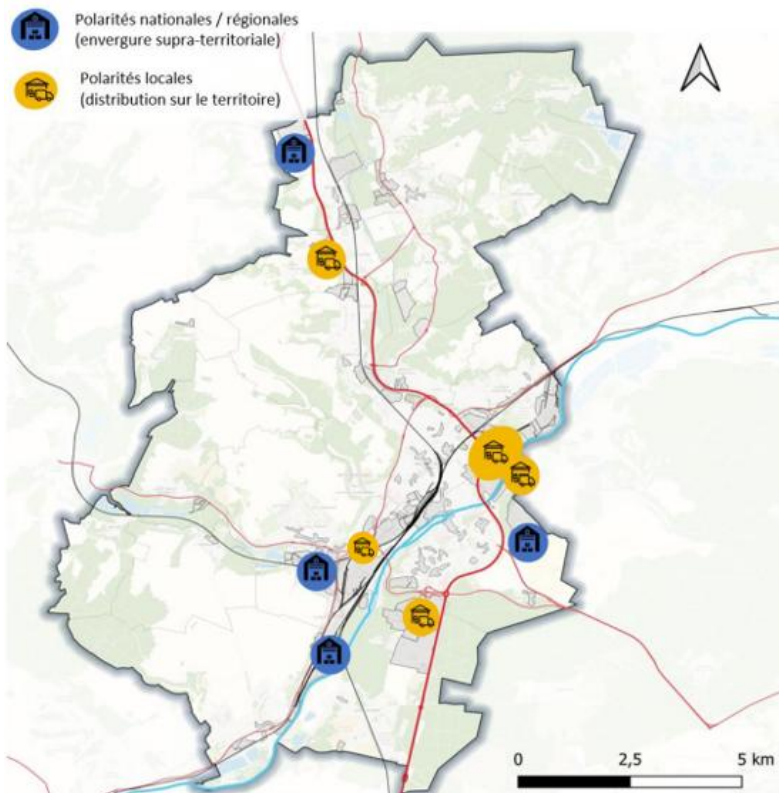 Polarités nationales / régionales
(envergure supra-territoriale)
Polarités locales
(distribution sur le territoire)
0 2,5 5 km